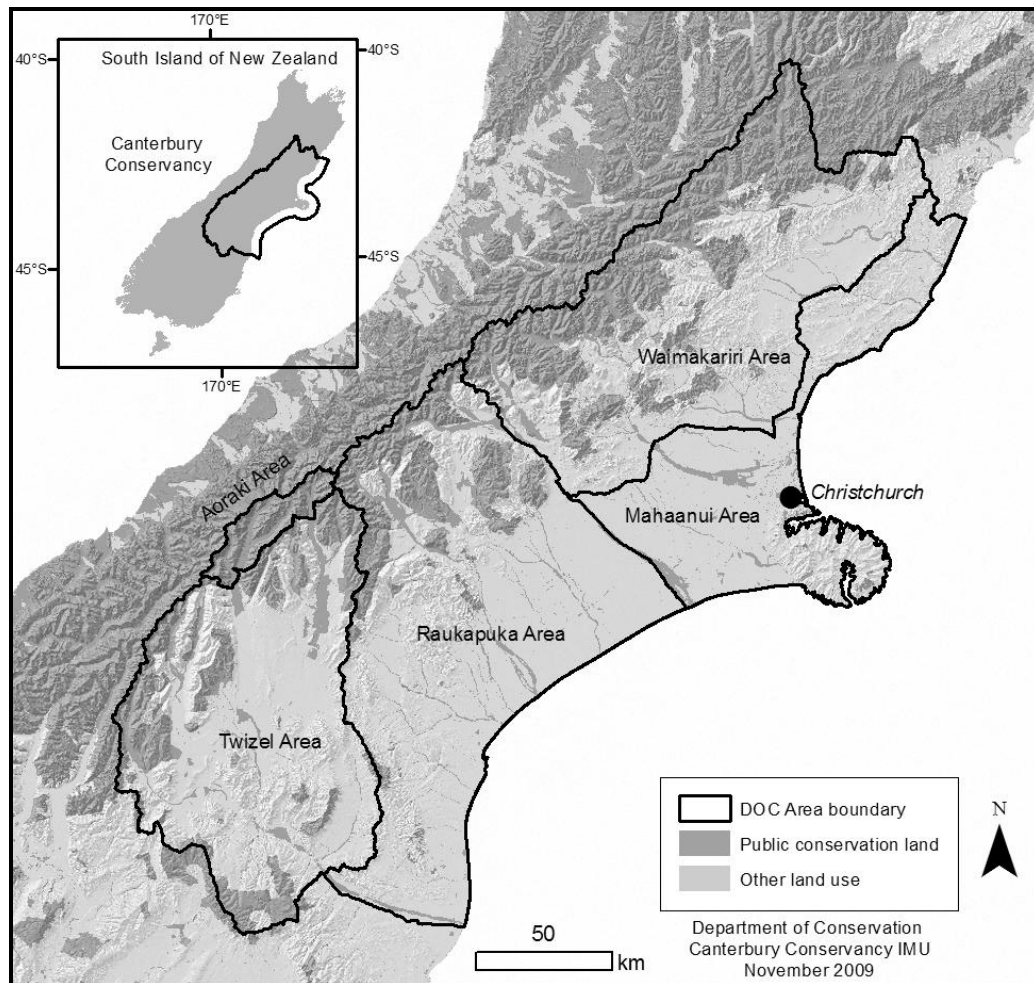 170°E
40°S
40°S
South Island of New Zealand
Canterbury
Conservancy
45°S
45°S
170°E
Waimakariri Area
Aoraki Area
Christchurch
Mahaanui Area
Raukapuka Area
Twizel Area
DOC Area boundary
Public conservation land
Other land use
N
50
km
Department of Conservation
Canterbury Conservancy IMU
November 2009